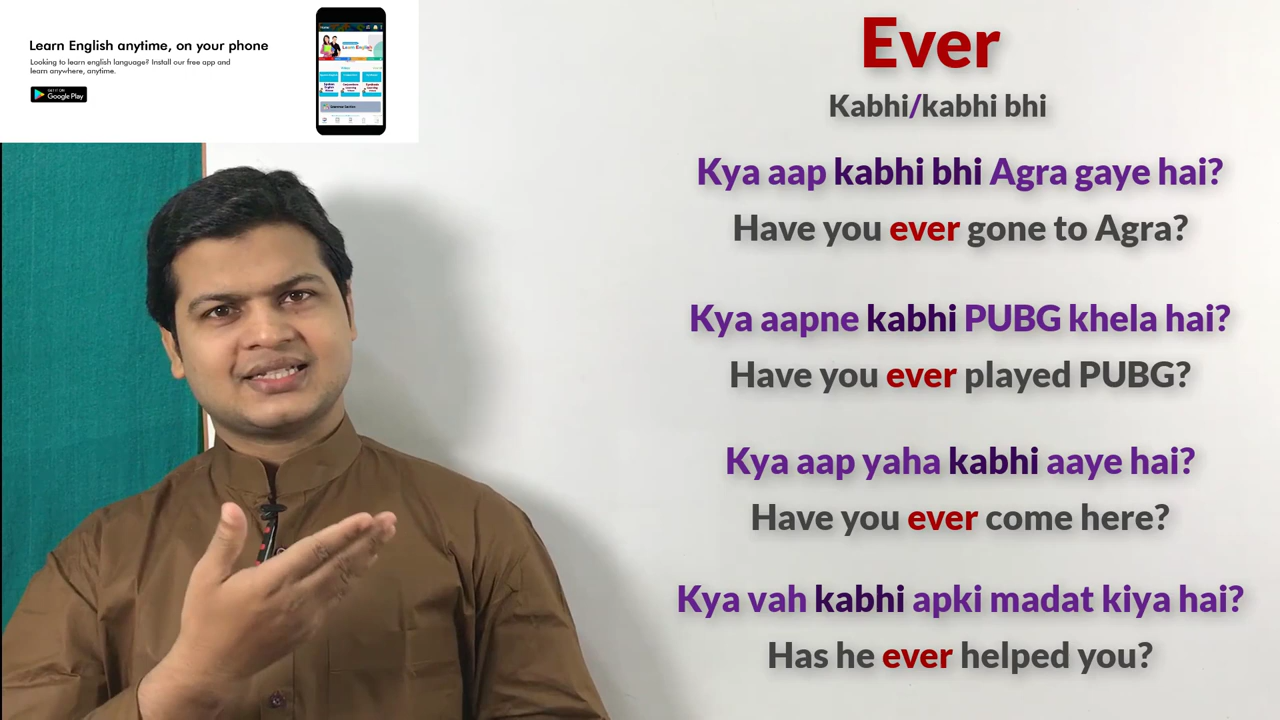 Learn English anytime, on your phone
Looking to learn english language? Install our free app and
learn anywhere, anytime.
GET IT ON
Google Play
Ever
Kabhi/kabhi bhi
Kya aap kabhi bhi Agra gaye hai?
Have you ever gone to Agra?
Kya aapne kabhi PUBG khela hai?
Have you ever played PUBG?
Kya aap yaha kabhi aaye hai?
Have you ever come here?
Kya vah kabhi apki madat kiya hai?
Has he ever helped you?